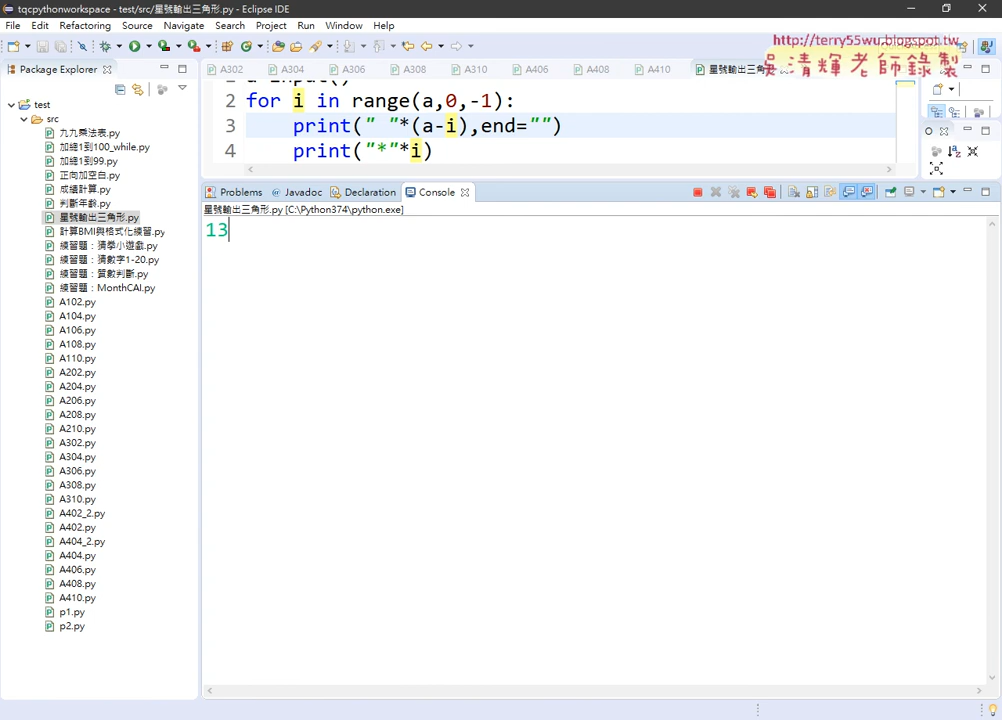 tqcpythonworkspace - test/src/星號輸出三角形.py - Eclipse IDE
File Edit Refactoring Source Navigate Search Project Run Window Help
http://terry55wu.blogspot.tw
吳清輝老師錄製
Package Explorer
A302 A304 A306 A308 A310 A406 A408 A410 星號輸出三角
test
src
九九乘法表.py
加總1到100_while.py
加總1到99.py
正向加空白.py
成績計算.py
判斷年齡.py
星號輸出三角形.py
計算BMI與格式化練習.py
練習題：猜拳小遊戲.py
練習題：猜數字1-20.py
練習題：質數判斷.py
練習題：MonthCAl.py
A102.py
A104.py
A106.py
A108.py
A110.py
A202.py
A204.py
A206.py
A208.py
A210.py
A302.py
A304.py
A306.py
A308.py
A310.py
A402_2.py
A402.py
A404_2.py
A404.py
A406.py
A408.py
A410.py
p1.py
p2.py
2 for i in range(a,0,-1):
3 print(" "*(a-i),end="")
4 print("*"*i)
Problems Javadoc Declaration Console
星號輸出三角形.py [C:\Python374\python.exe]
13